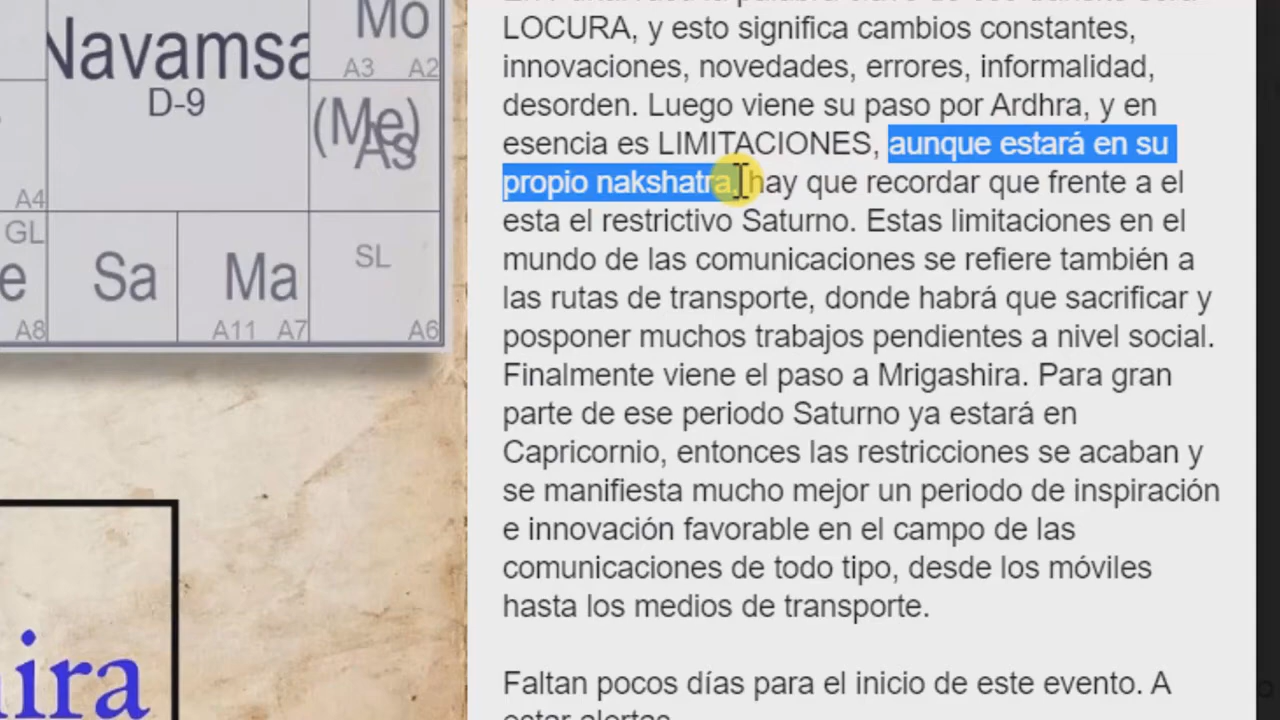 Navamsa
D-9
Mo
A3 A2
(Me)
As
A4
GL
Sa
Ma
SL
e
A8
A11 A7
A6
ira
LOCURA, y esto significa cambios constantes,
innovaciones, novedades, errores, informalidad,
desorden. Luego viene su paso por Ardhra, y en
esencia es LIMITACIONES, aunque estará en su
propio nakshatra, hay que recordar que frente a el
esta el restrictivo Saturno. Estas limitaciones en el
mundo de las comunicaciones se refiere también a
las rutas de transporte, donde habrá que sacrificar y
posponer muchos trabajos pendientes a nivel social.
Finalmente viene el paso a Mrigashira. Para gran
parte de ese periodo Saturno ya estará en
Capricornio, entonces las restricciones se acaban y
se manifiesta mucho mejor un periodo de inspiración
e innovación favorable en el campo de las
comunicaciones de todo tipo, desde los móviles
hasta los medios de transporte.
Faltan pocos días para el inicio de este evento. A
estar alertas